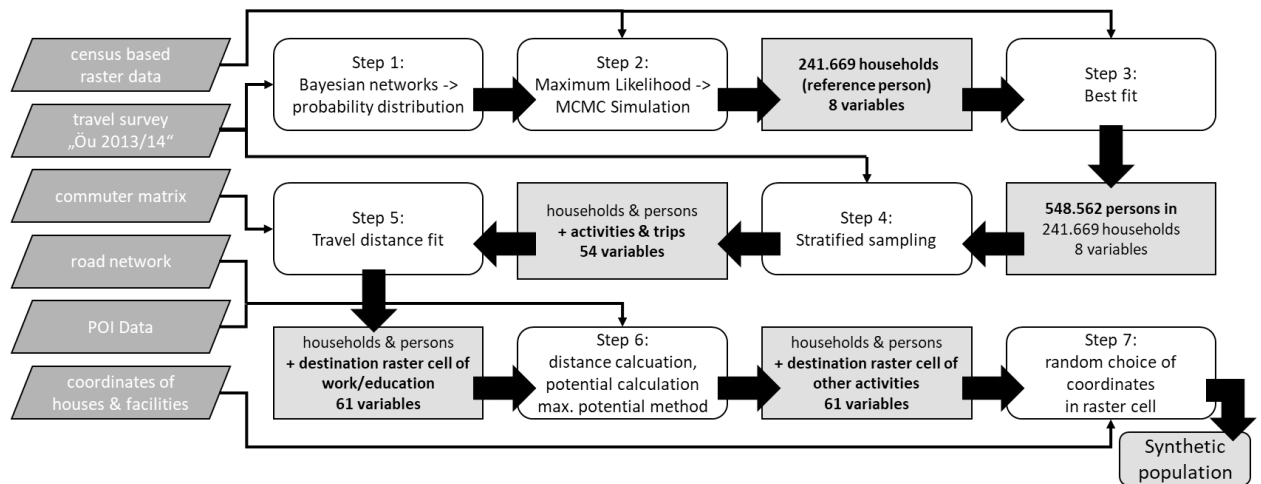 census based
raster data
travel survey
„Öu 2013/14“
commuter matrix
road network
POI Data
coordinates of
houses & facilities
Step 1:
Bayesian networks ->
probability distribution
Step 2:
Maximum Likelihood ->
MCMC Simulation
241.669 households
(reference person)
8 variables
Step 3:
Best fit
548.562 persons in
241.669 households
8 variables
Step 4:
Stratified sampling
households & persons
+ activities & trips
54 variables
Step 5:
Travel distance fit
households & persons
+ destination raster cell of
work/education
61 variables
Step 6:
distance calcuation,
potential calculation
max. potential method
households & persons
+ destination raster cell of
other activities
61 variables
Step 7:
random choice of
coordinates
in raster cell
Synthetic
population